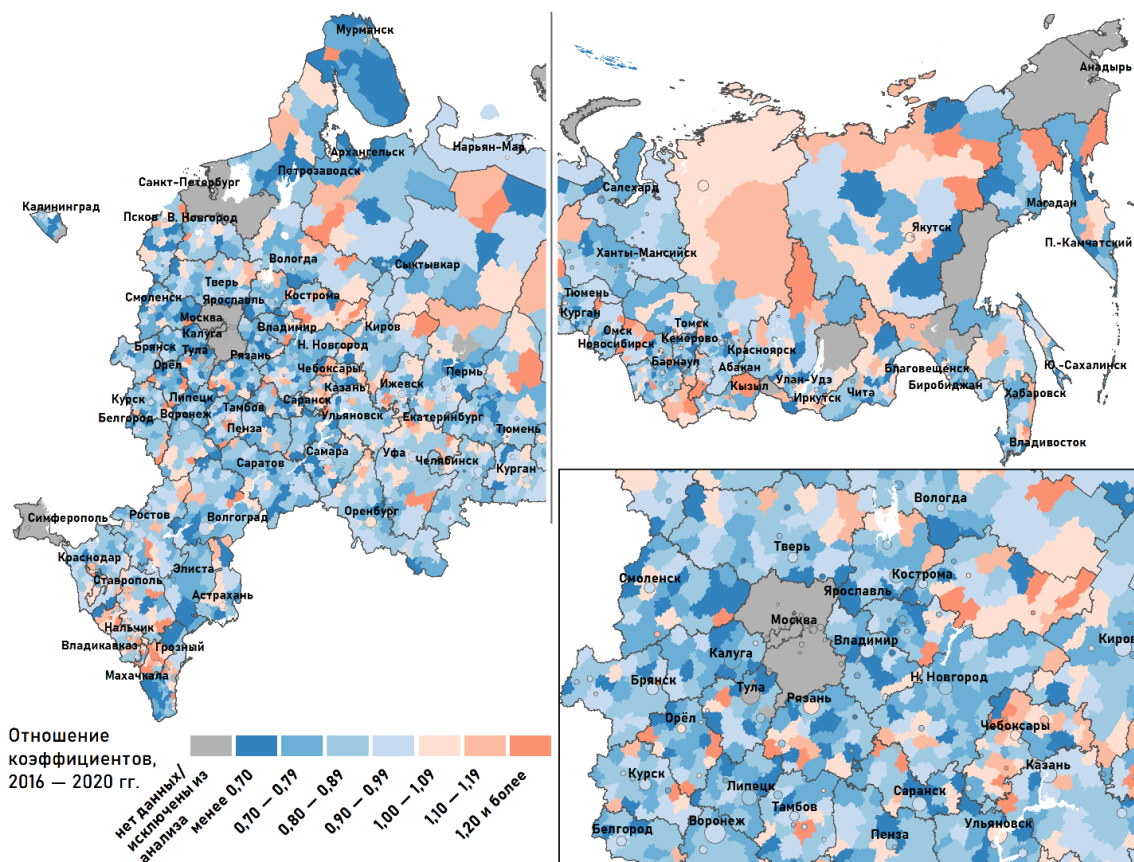 Мурманск
Нарьян-Мар
Архангельск
Петрозаводск
Санкт-Петербург
Калининград
Псков
В. Новгород
Вологда
Сыктывкар
Тверь
Смоленск
Ярославль
Кострома
Москва
Владимир
Киров
Калуга
Брянск
Тула
Н. Новгород
Рязань
Орёл
Чебоксары
Пермь
Казань
Ижевск
Курск
Липецк
Саранск
Тамбов
Белгород
Воронеж
Ульяновск
Екатеринбург
Пенза
Тюмень
Самара
Уфа
Саратов
Челябинск
Курган
Оренбург
Симферополь
Ростов
Волгоград
Краснодар
Элиста
Ставрополь
Астрахань
Нальчик
Владикавказ
Грозный
Махачкала
Анадырь
Салехард
Магадан
Якутск
П.-Камчатский
Ханты-Мансийск
Тюмень
Курган
Омск
Томск
Новосибирск
Кемерово
Барнаул
Красноярск
Абакан
Кызыл
Улан-Удэ
Иркутск
Чита
Благовещенск
Биробиджан
Ю.-Сахалинск
Хабаровск
Владивосток
Вологда
Тверь
Смоленск
Кострома
Ярославль
Москва
Владимир
Киров
Калуга
Брянск
Тула
Н. Новгород
Рязань
Орёл
Чебоксары
Казань
Курск
Липецк
Саранск
Тамбов
Белгород
Воронеж
Ульяновск
Пенза
Отношение
коэффициентов,
2016 — 2020 гг.
нет данных/
исключены из
анализа
менее 0,70
0,70 — 0,79
0,80 — 0,89
0,90 — 0,99
1,00 — 1,09
1,10 — 1,19
1,20 и более